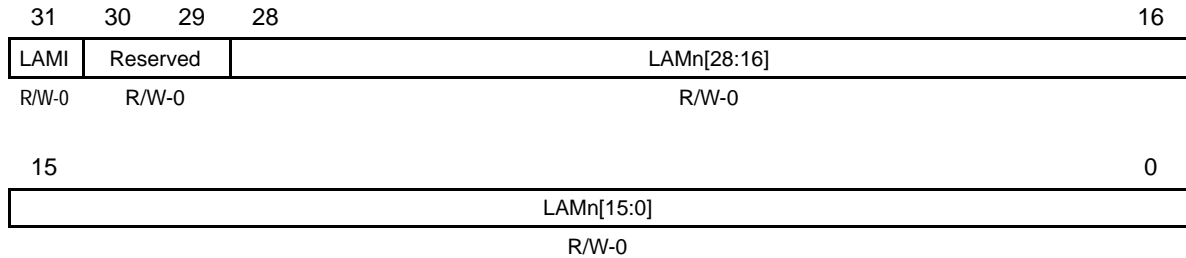 31 30 29 28 16
LAMI Reserved LAMn[28:16]
R/W-0 R/W-0 R/W-0
15 0
LAMn[15:0]
R/W-0